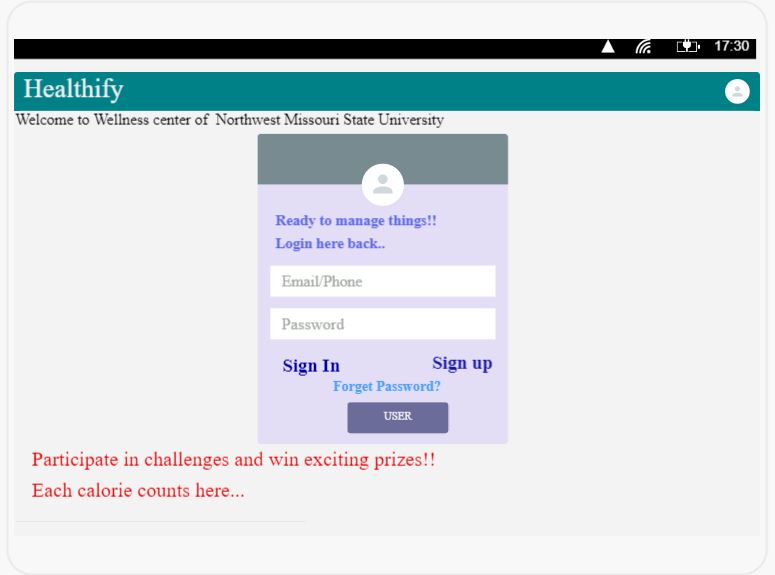 17:30
Healthify
Welcome to Wellness center of Northwest Missouri State University
Ready to manage things!!
Login here back..
Email/Phone
Password
Sign In Sign up
Forget Password?
USER
Participate in challenges and win exciting prizes!!
Each calorie counts here...